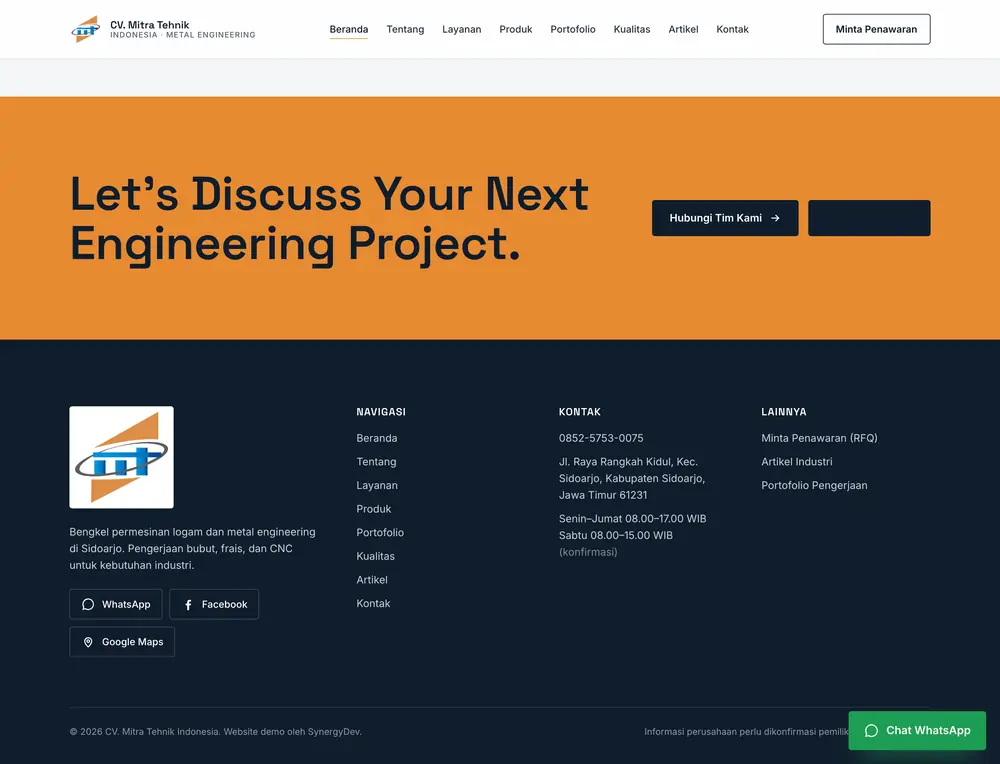 CV. Mitra Tehnik
INDONESIA · METAL ENGINEERING
Beranda
Tentang
Layanan
Produk
Portofolio
Kualitas
Artikel
Kontak
Minta Penawaran
Let's Discuss Your Next
Engineering Project.
Hubungi Tim Kami →
Bengkel permesinan logam dan metal engineering
di Sidoarjo. Pengerjaan bubut, frais, dan CNC
untuk kebutuhan industri.
WhatsApp
Facebook
Google Maps
NAVIGASI
Beranda
Tentang
Layanan
Produk
Portofolio
Kualitas
Artikel
Kontak
KONTAK
0852-5753-0075
Jl. Raya Rangkah Kidul, Kec.
Sidoarjo, Kabupaten Sidoarjo,
Jawa Timur 61231
Senin–Jumat 08.00–17.00 WIB
Sabtu 08.00–15.00 WIB
(konfirmasi)
LAINNYA
Minta Penawaran (RFQ)
Artikel Industri
Portofolio Pengerjaan
© 2026 CV. Mitra Tehnik Indonesia. Website demo oleh SynergyDev.
Informasi perusahaan perlu dikonfirmasi pemilik
Chat WhatsApp